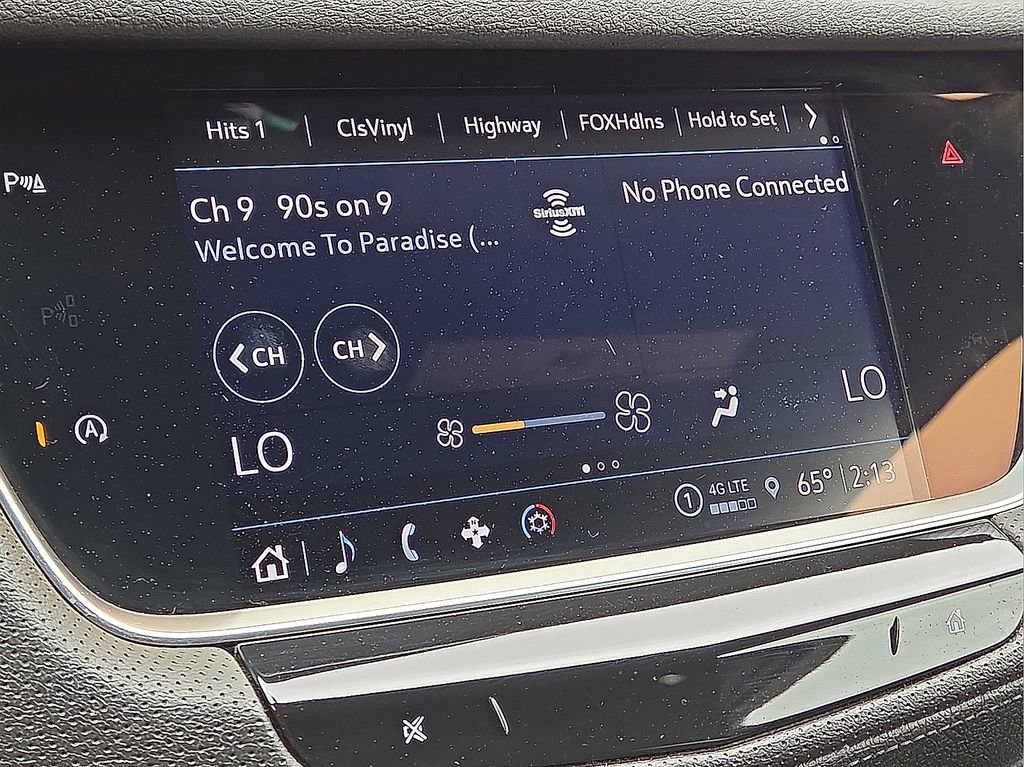 Hits 1 ClsVinyl Highway FOXHdlns Hold to Set
Ch 9 90s on 9
SiriusXM
No Phone Connected
Welcome To Paradise (...
P
P
CH CH
A
LO
LO
1 4G LTE 65° 2:13